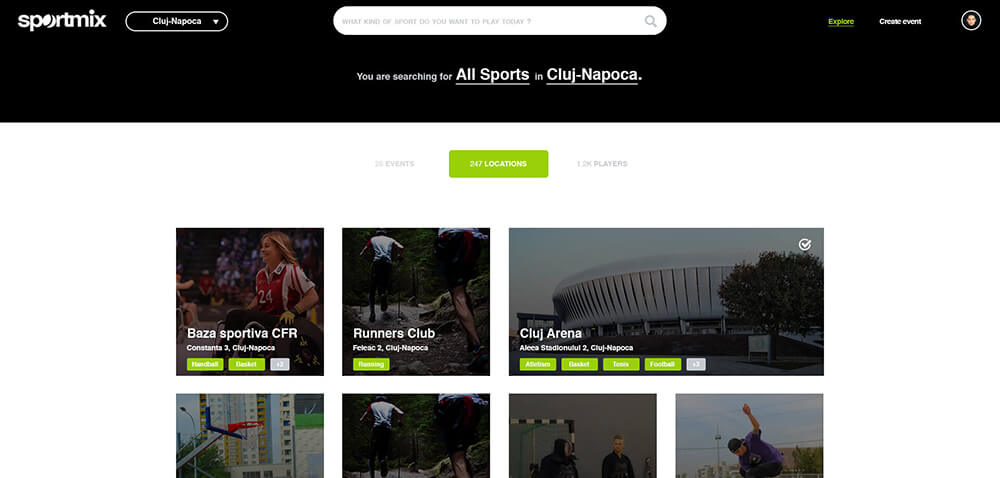 sportmix
Cluj-Napoca
WHAT KIND OF SPORT DO YOU WANT TO PLAY TODAY ?
Explore
Create event
You are searching for All Sports in Cluj-Napoca.
26 EVENTS
247 LOCATIONS
1.2K PLAYERS
24
Baza sportiva CFR
Constanta 3, Cluj-Napoca
Handball Basket +3
Runners Club
Feleac 2, Cluj-Napoca
Running
Cluj Arena
Aleea Stadionului 2, Cluj-Napoca
Atletism Basket Tenis Football +3